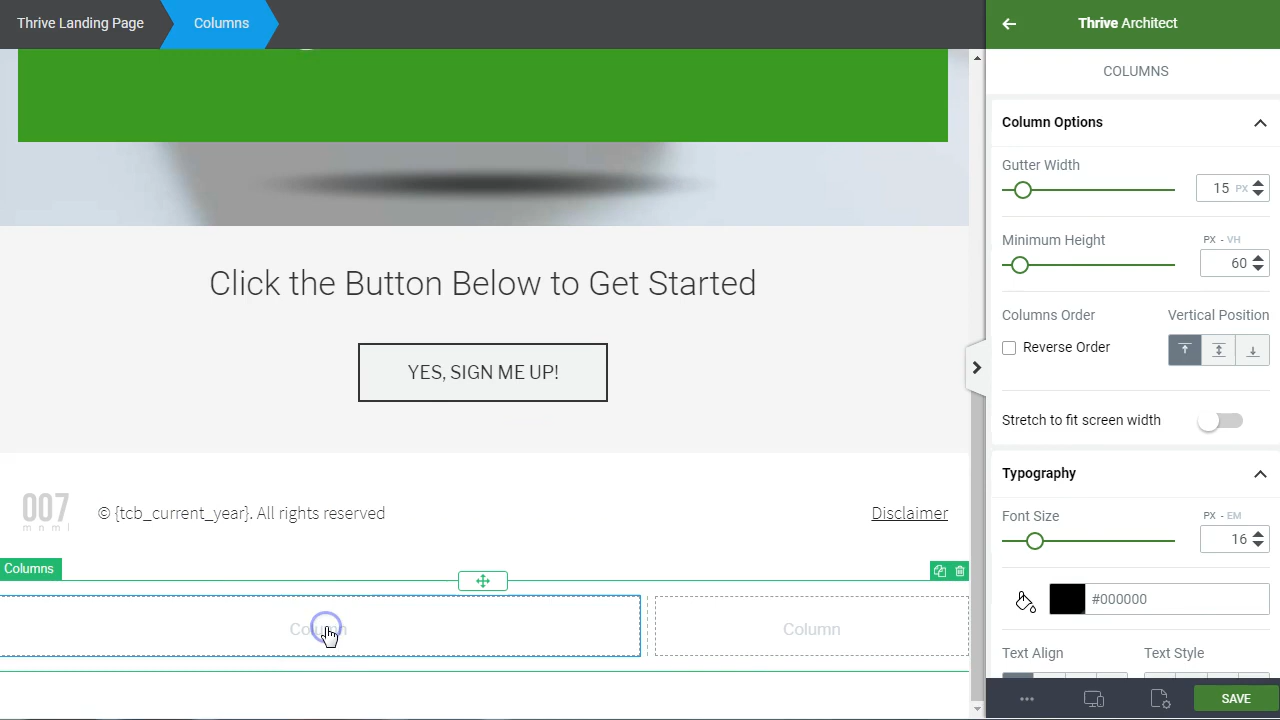 Thrive Landing Page
Columns
Thrive Architect
COLUMNS
Column Options
Gutter Width
15 PX
Minimum Height
PX - VH
60
Columns Order
Vertical Position
Reverse Order
Stretch to fit screen width
Typography
Font Size
PX - EM
16
#000000
Text Align
Text Style
SAVE
Click the Button Below to Get Started
YES, SIGN ME UP!
007
mnml
© {tcb_current_year}. All rights reserved
Disclaimer
Columns
Column
Column